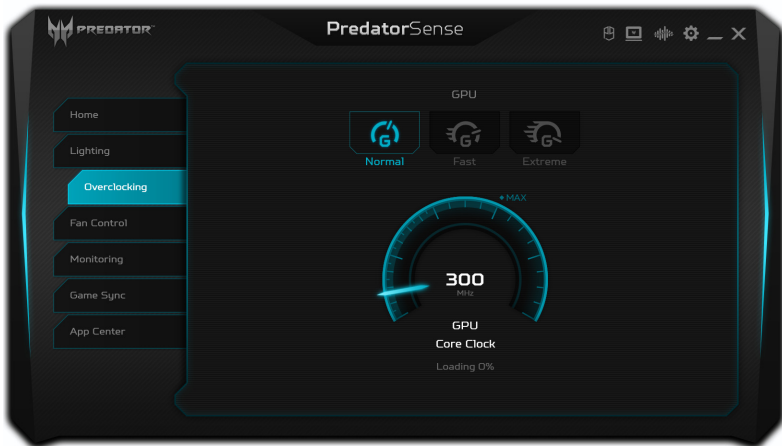 PREDATOR
PredatorSense
GPU
Home
Lighting
Overclocking
Fan Control
Monitoring
Game Sync
App Center
G
G
G
Normal
Fast
Extreme
MAX
300
MHz
GPU
Core Clock
Loading 0%